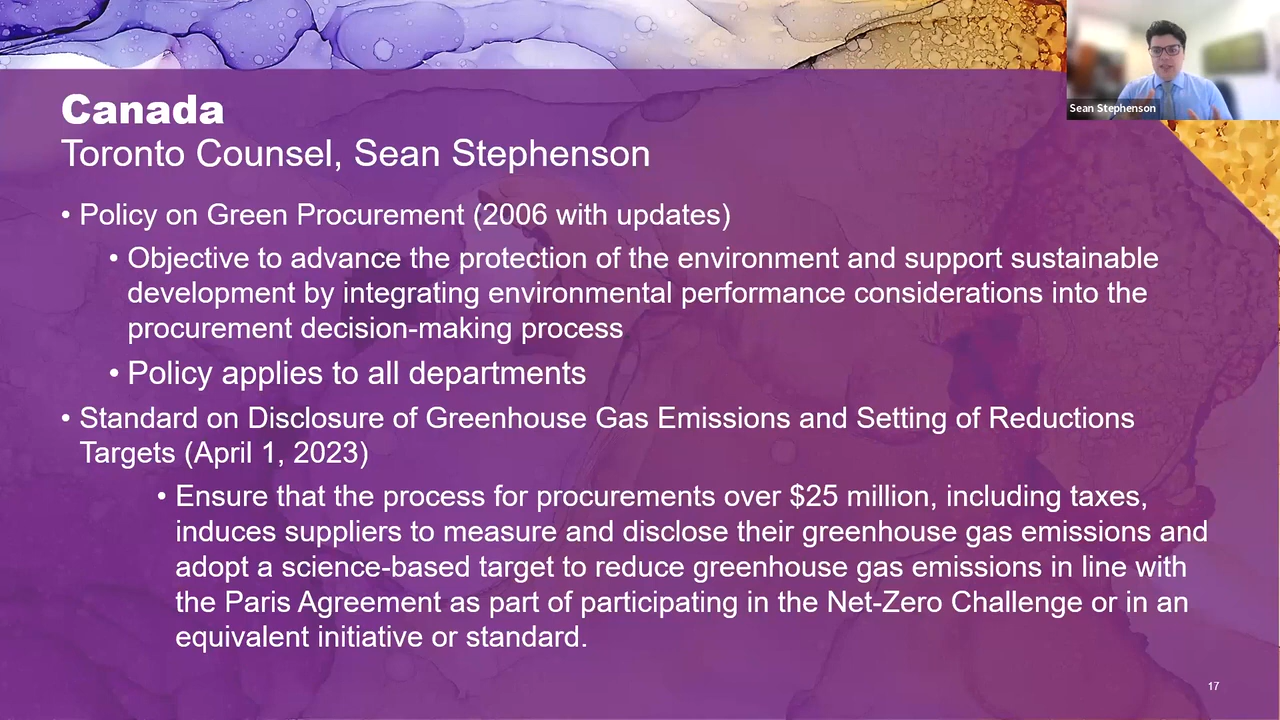 Canada
Toronto Counsel, Sean Stephenson
• Policy on Green Procurement (2006 with updates)
• Objective to advance the protection of the environment and support sustainable
development by integrating environmental performance considerations into the
procurement decision-making process
• Policy applies to all departments
• Standard on Disclosure of Greenhouse Gas Emissions and Setting of Reductions
Targets (April 1, 2023)
• Ensure that the process for procurements over $25 million, including taxes,
induces suppliers to measure and disclose their greenhouse gas emissions and
adopt a science-based target to reduce greenhouse gas emissions in line with
the Paris Agreement as part of participating in the Net-Zero Challenge or in an
equivalent initiative or standard.
Sean Stephenson
17